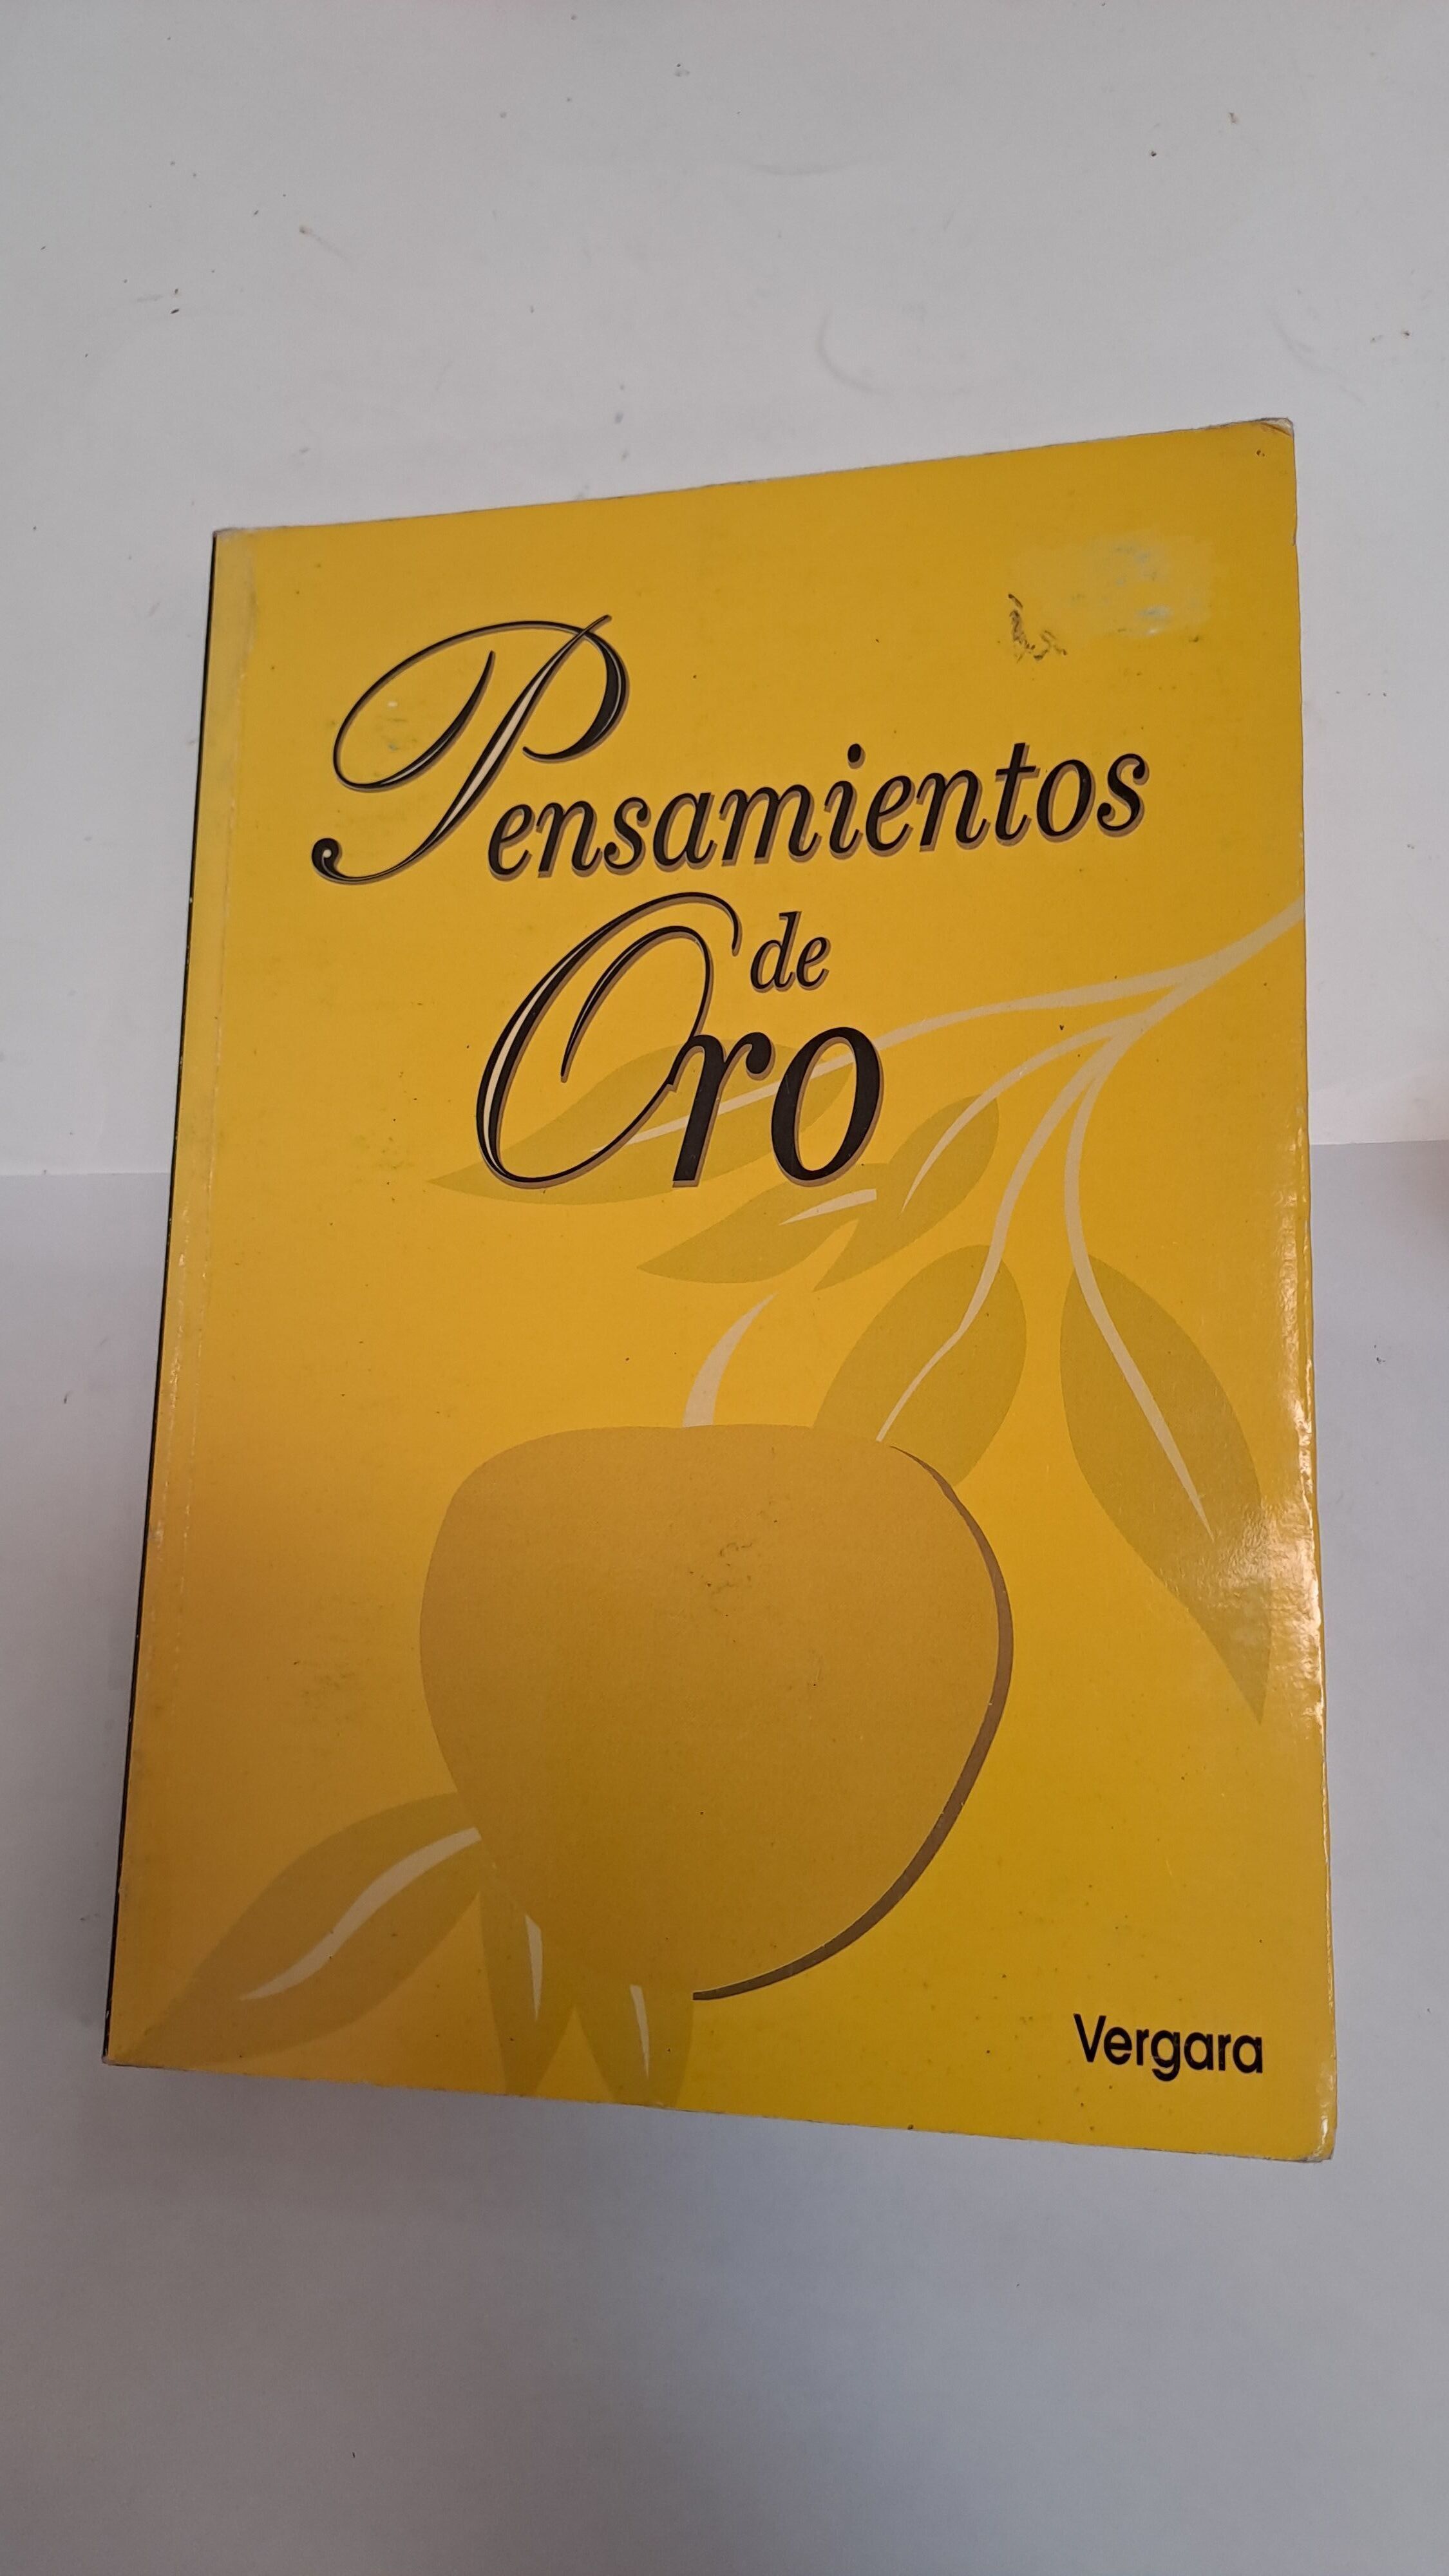 Pensamientos
de
Oro
Vergara